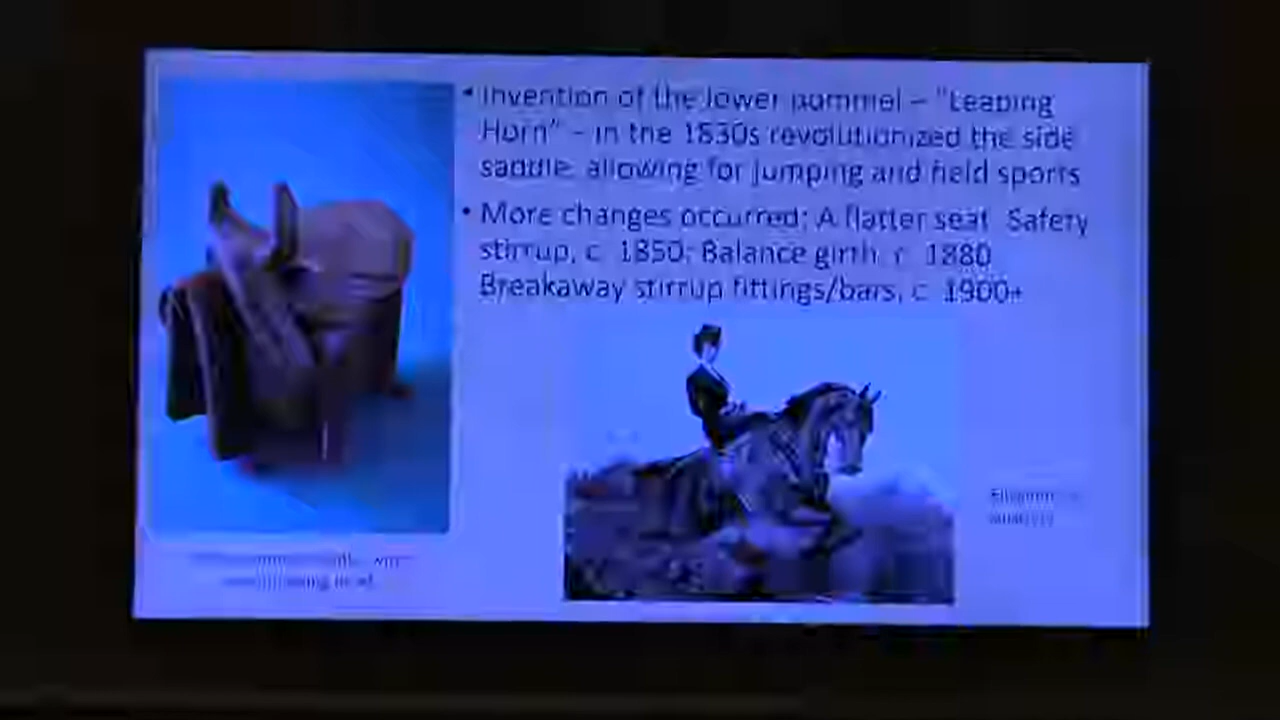 • Invention of the lower pommel – "Leaping
Horn" – in the 1830s revolutionized the side
saddle, allowing for jumping and field sports
• More changes occurred: A flatter seat Safety
stirrup, c. 1850; Balance girth, c. 1880
Breakaway stirrup fittings/bars, c. 1900+